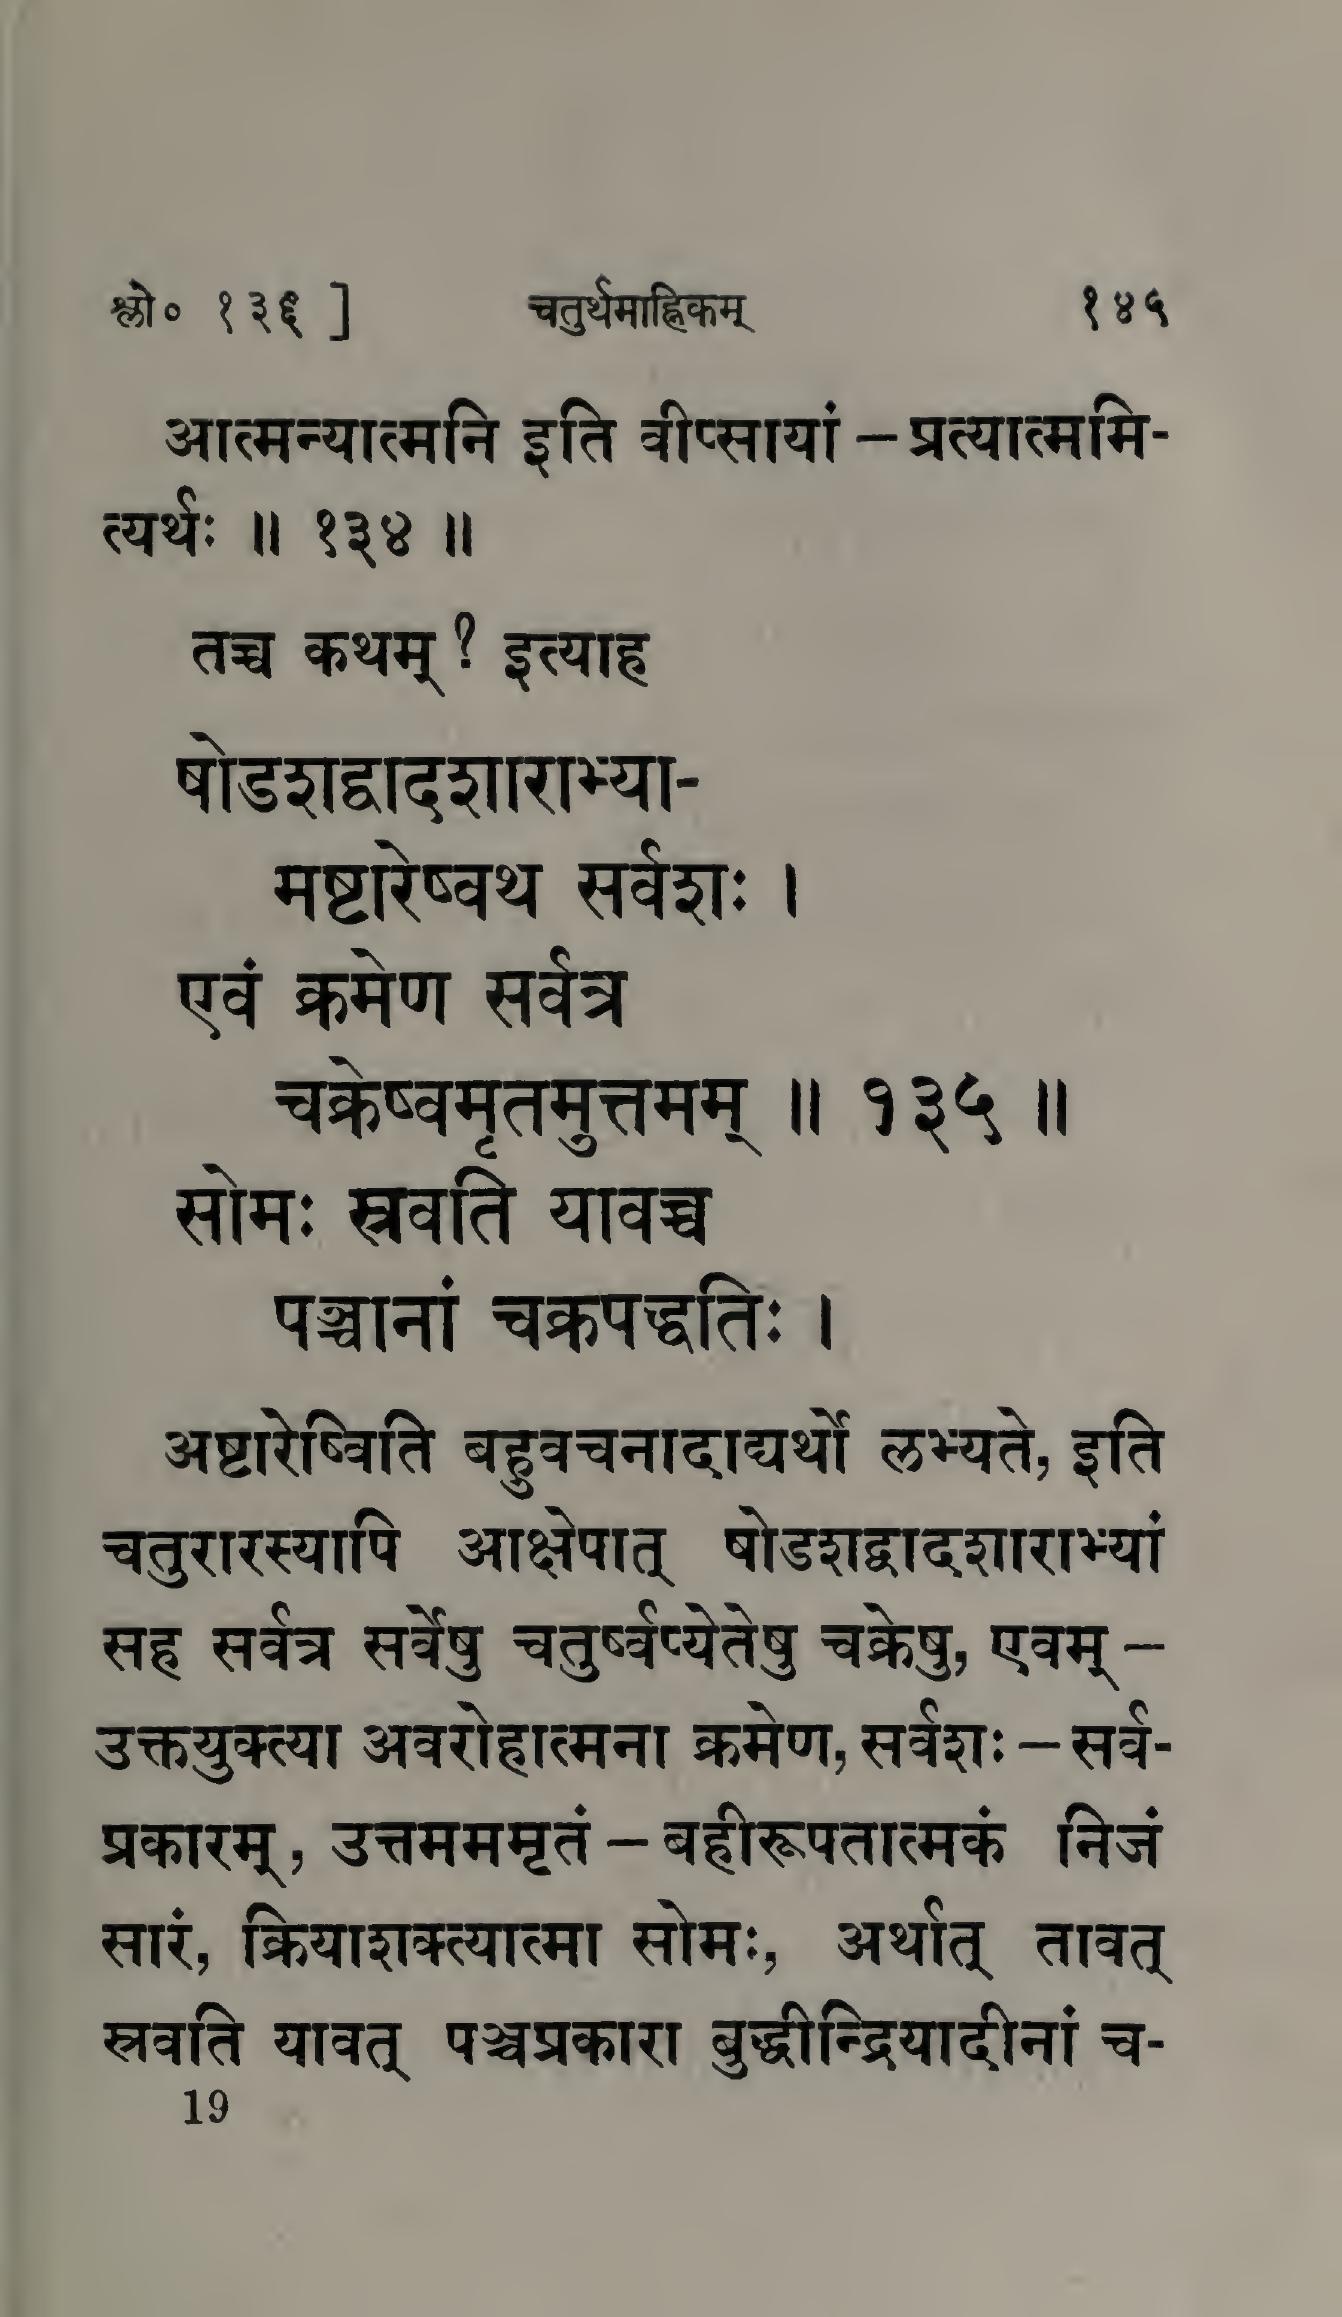 श्लो० १३६ ] चतुर्थमाह्निकम् १४५
आत्मन्यात्मनि इति वीप्सायां – प्रत्यात्ममि-
त्यर्थः ॥ १३४ ॥
तच्च कथम् ? इत्याह
षोडशद्वादशाराभ्या-
मष्टारेष्वथ सर्वशः ।
एवं क्रमेण सर्वत्र
चक्रेष्वमृतमुत्तमम् ॥ १३५ ॥
सोमः स्रवति यावच्च
पञ्चानां चक्रपद्धतिः ।
अष्टारेष्विति बहुवचनादाद्यर्थो लभ्यते, इति
चतुरारस्यापि आक्षेपात् षोडशद्वादशाराभ्यां
सह सर्वत्र सर्वेषु चतुर्ष्वप्येतेषु चक्रेषु, एवम् –
उक्तयुक्त्या अवरोहात्मना क्रमेण, सर्वशः – सर्व-
प्रकारम्, उत्तमममृतं – बहीरूपतात्मकं निजं
सारं, क्रियाशक्त्यात्मा सोमः, अर्थात् तावत्
स्रवति यावत् पञ्चप्रकारा बुद्धीन्द्रियादीनां च-
19